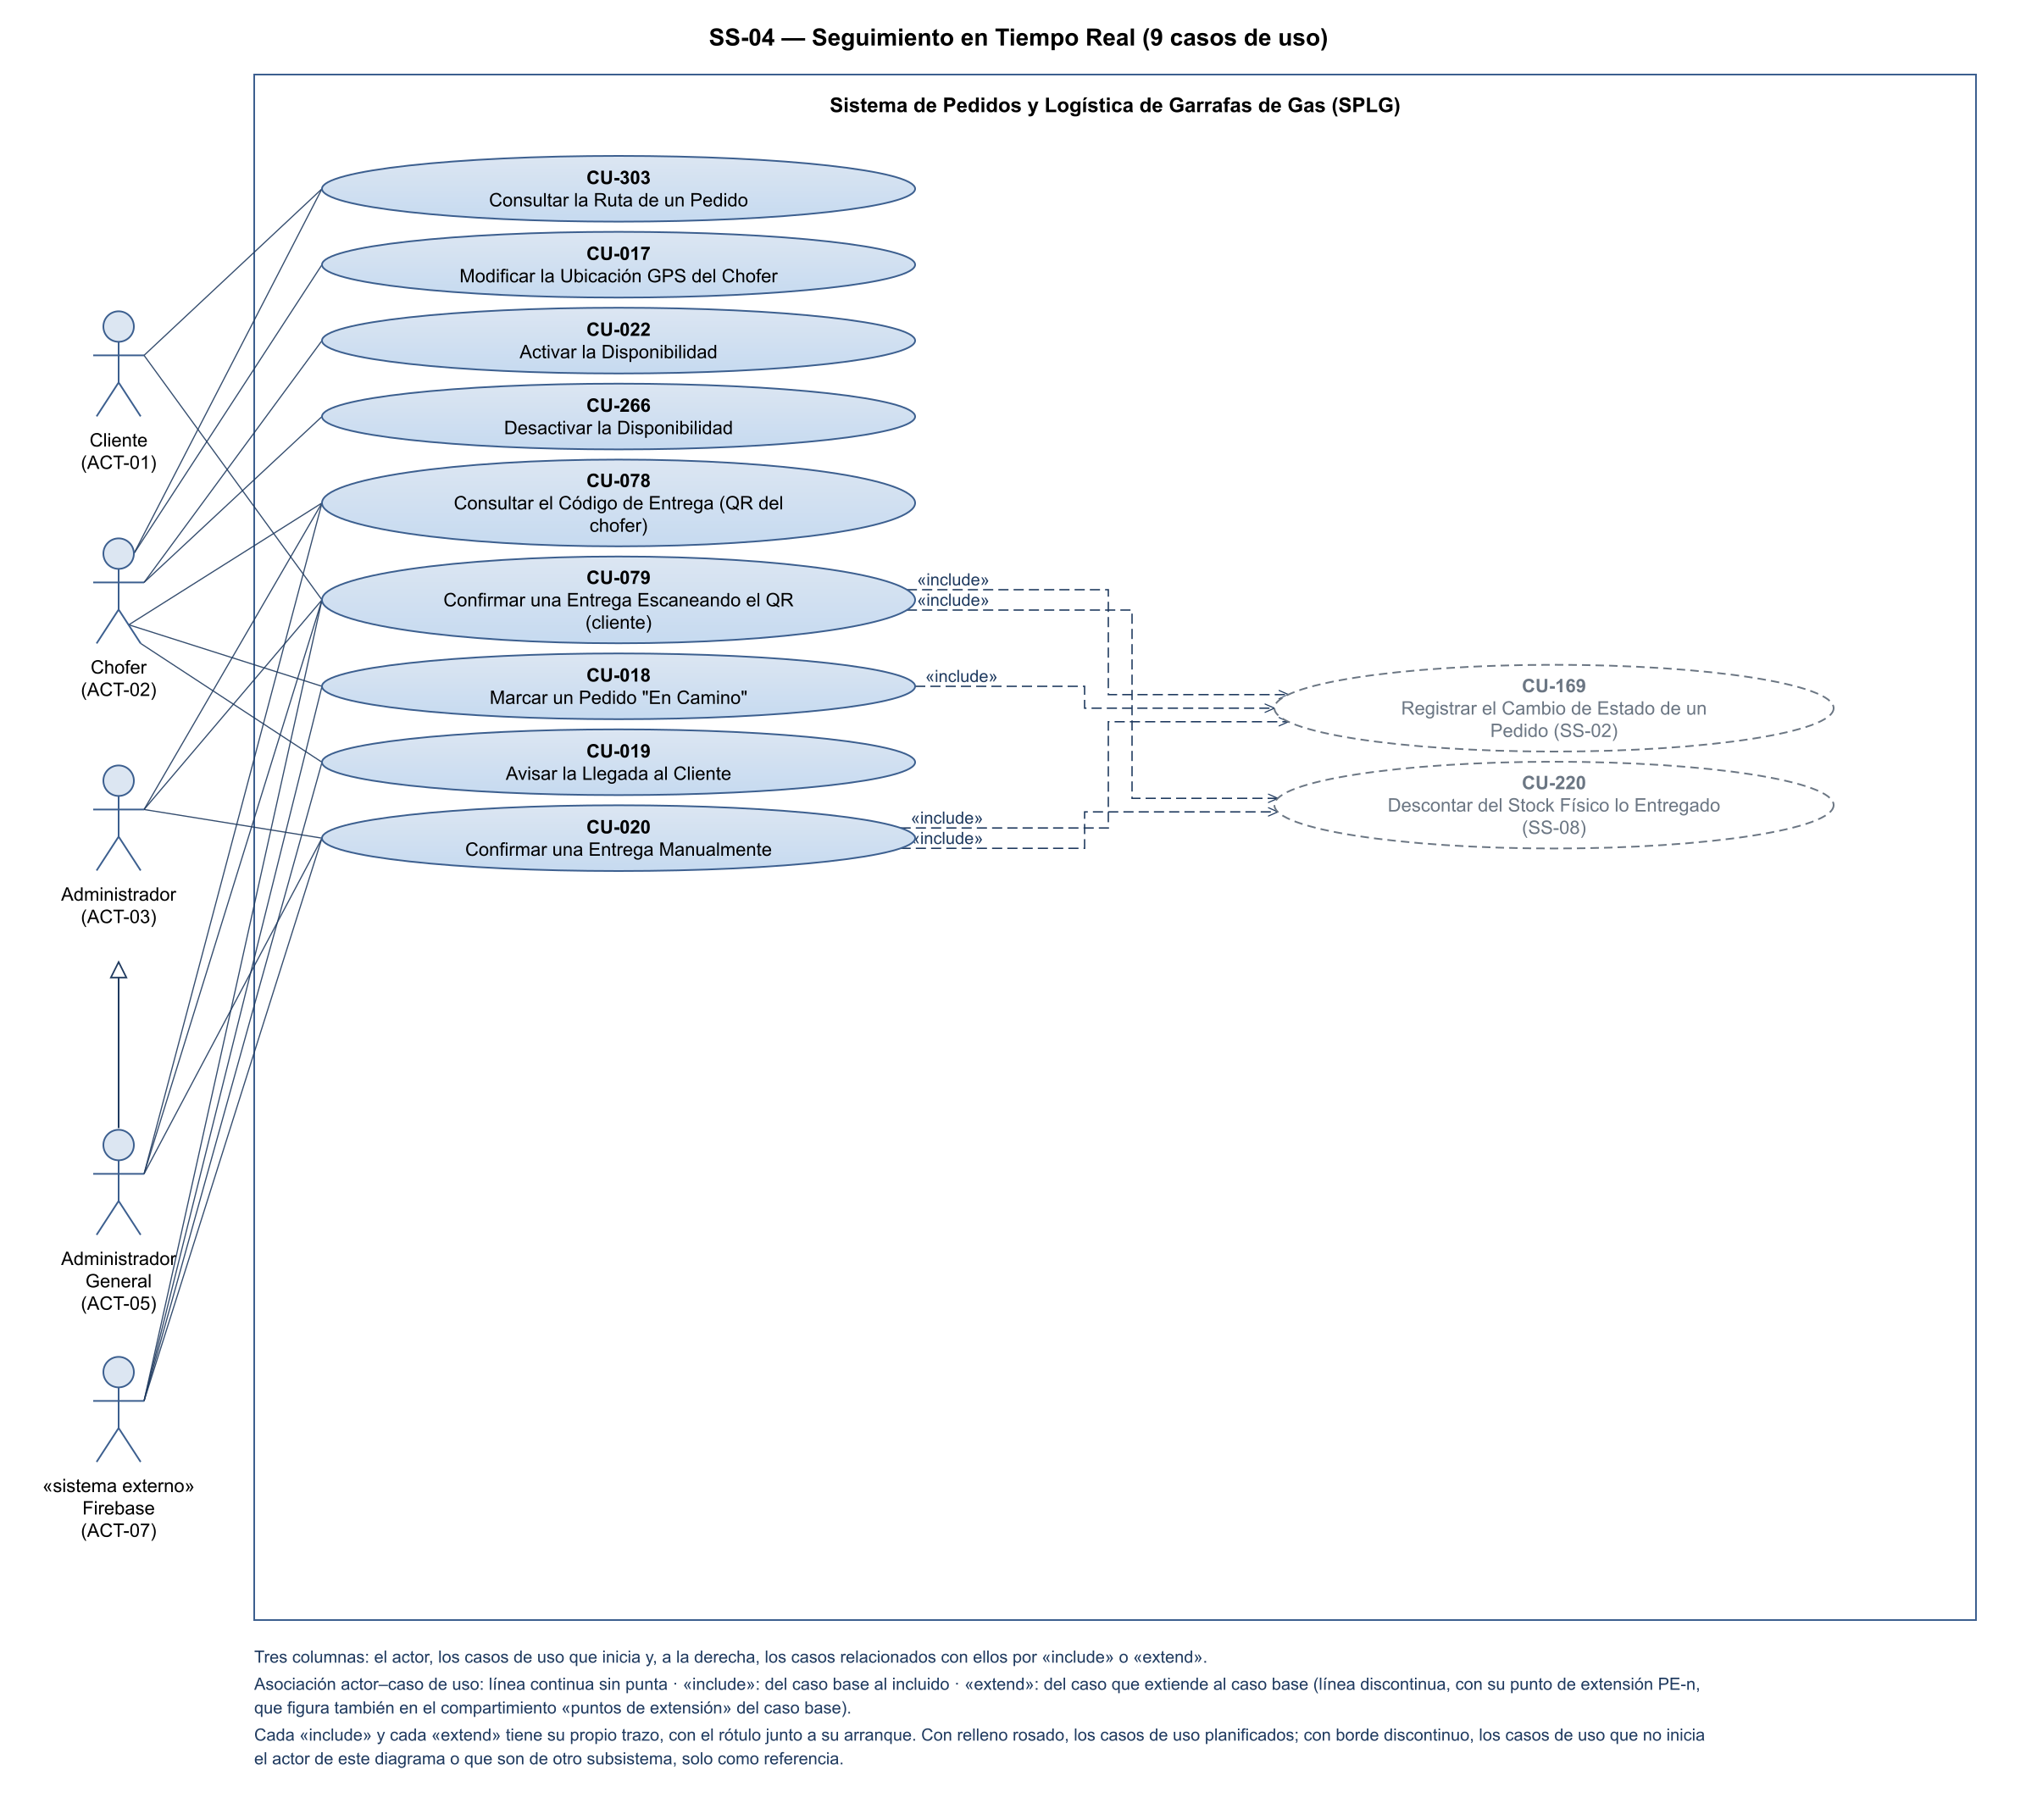 SS-04 — Seguimiento en Tiempo Real (9 casos de uso)
Sistema de Pedidos y Logística de Garrafas de Gas (SPLG)
CU-303
Consultar la Ruta de un Pedido
CU-017
Modificar la Ubicación GPS del Chofer
CU-022
Activar la Disponibilidad
CU-266
Desactivar la Disponibilidad
CU-078
Consultar el Código de Entrega (QR del
chofer)
CU-079
Confirmar una Entrega Escaneando el QR
(cliente)
CU-018
Marcar un Pedido "En Camino"
CU-019
Avisar la Llegada al Cliente
CU-020
Confirmar una Entrega Manualmente
«include»
«include»
«include»
«include»
«include»
CU-169
Registrar el Cambio de Estado de un
Pedido (SS-02)
CU-220
Descontar del Stock Físico lo Entregado
(SS-08)
Cliente
(ACT-01)
Chofer
(ACT-02)
Administrador
(ACT-03)
Administrador
General
(ACT-05)
«sistema externo»
Firebase
(ACT-07)
Tres columnas: el actor, los casos de uso que inicia y, a la derecha, los casos relacionados con ellos por «include» o «extend».
Asociación actor–caso de uso: línea continua sin punta · «include»: del caso base al incluido · «extend»: del caso que extiende al caso base (línea discontinua, con su punto de extensión PE-n,
que figura también en el compartimiento «puntos de extensión» del caso base).
Cada «include» y cada «extend» tiene su propio trazo, con el rótulo junto a su arranque. Con relleno rosado, los casos de uso planificados; con borde discontinuo, los casos de uso que no inicia
el actor de este diagrama o que son de otro subsistema, solo como referencia.